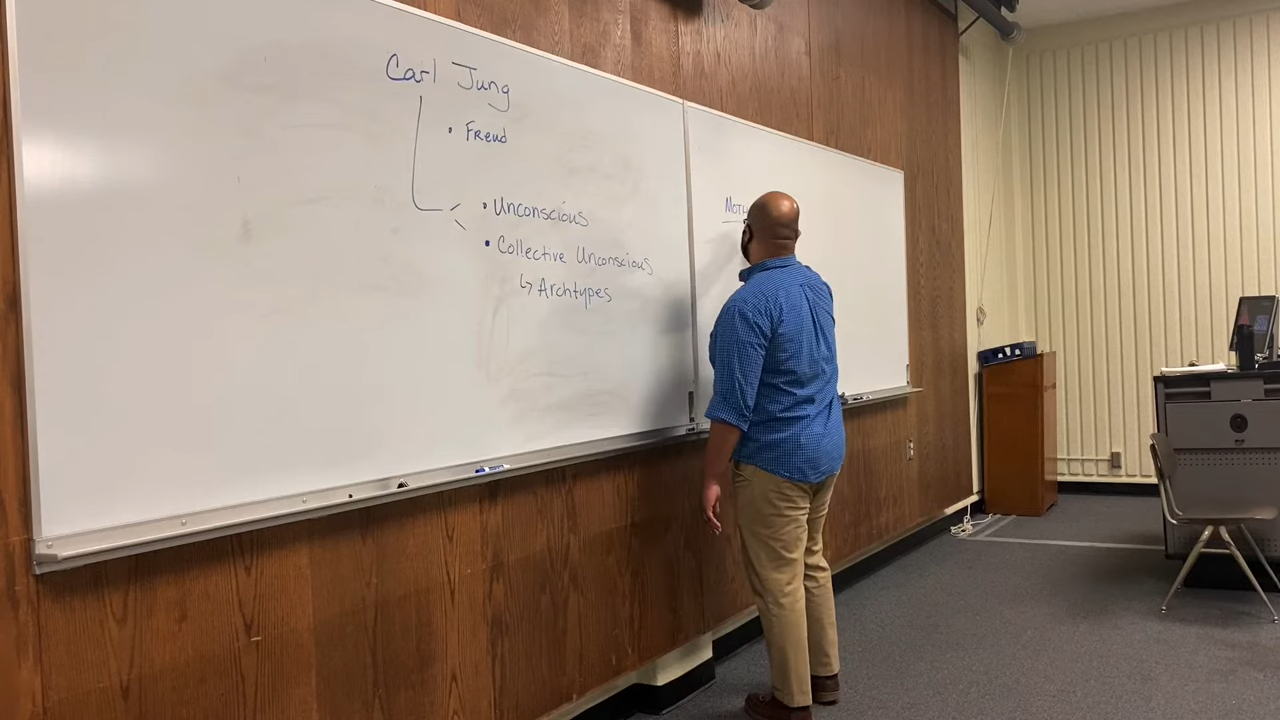 Carl Jung
• Freud
• Unconscious
• Collective Unconscious
↳ Archtypes